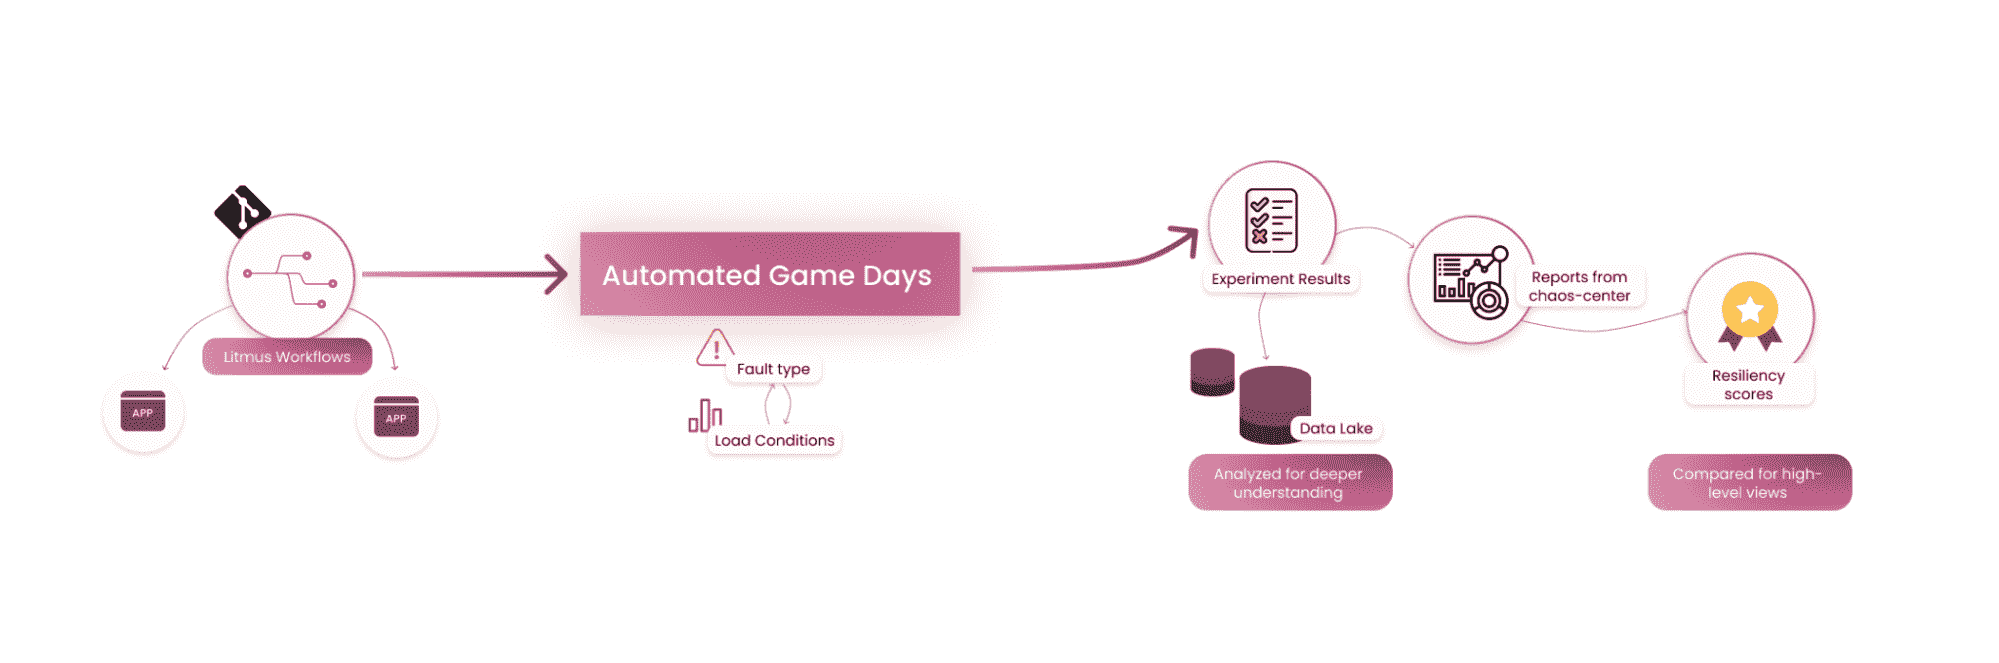 Litmus Workflows
APP
APP
Automated Game Days
Fault type
Load Conditions
Experiment Results
Reports from
chaos-center
Data Lake
Analyzed for deeper
understanding
Resiliency
scores
Compared for high-
level views